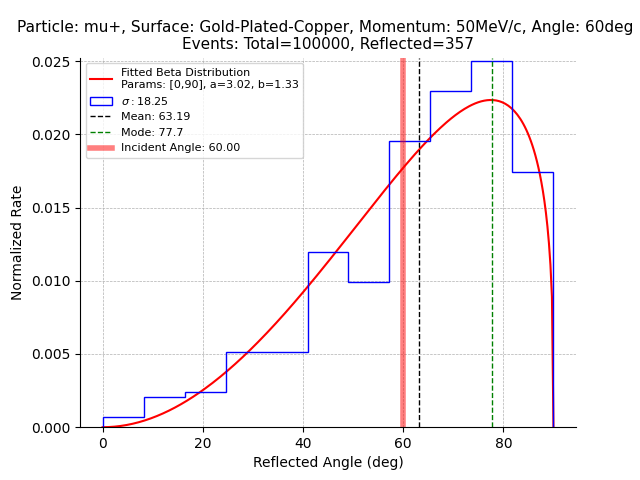 Particle: mu+, Surface: Gold-Plated-Copper, Momentum: 50MeV/c, Angle: 60deg
Events: Total=100000, Reflected=357
Fitted Beta Distribution
Params: [0,90], a=3.02, b=1.33
σ: 18.25
Mean: 63.19
Mode: 77.7
Incident Angle: 60.00
Normalized Rate
0.025
0.020
0.015
0.010
0.005
0.000
0 20 40 60 80
Reflected Angle (deg)